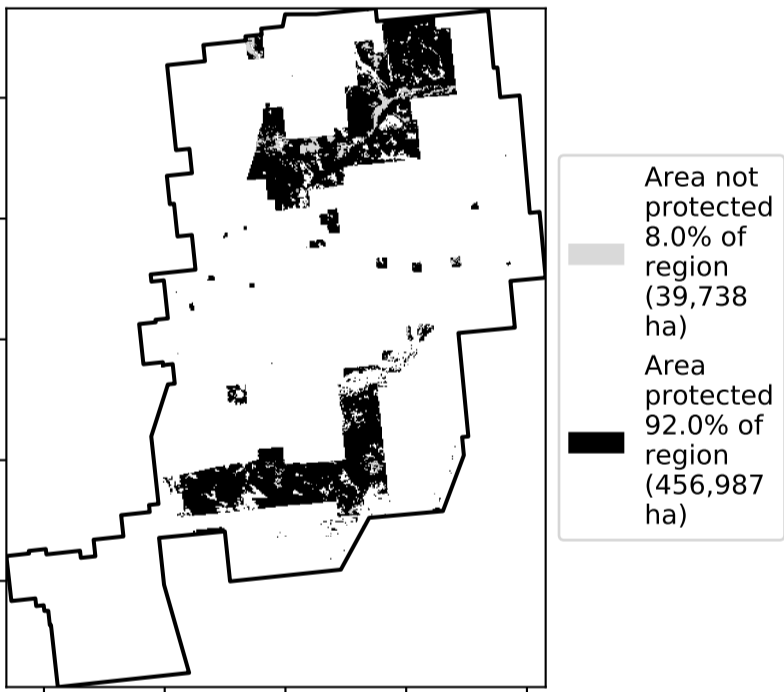 Area not
protected
8.0% of
region
(39,738
ha)
Area
protected
92.0% of
region
(456,987
ha)